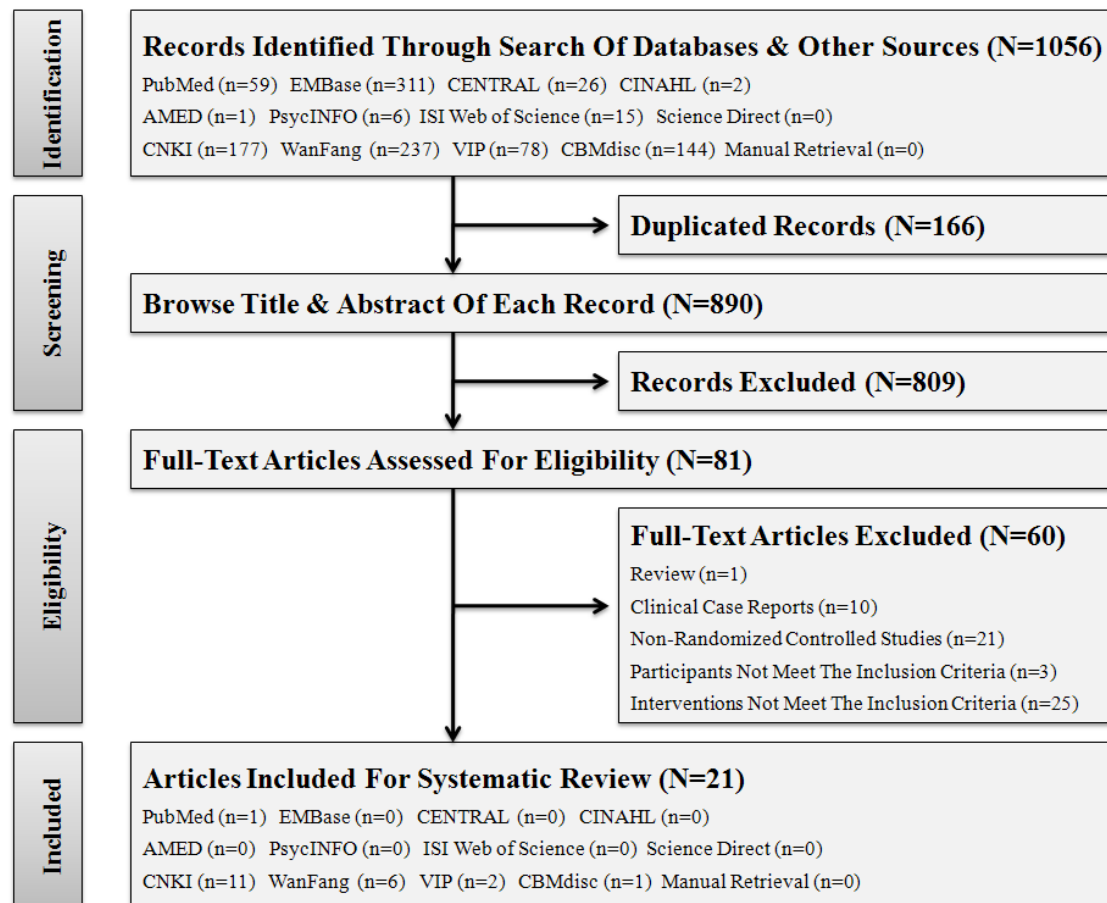 Identification
Records Identified Through Search Of Databases & Other Sources (N=1056)
PubMed (n=59) EMBase (n=311) CENTRAL (n=26) CINAHL (n=2)
AMED (n=1) PsycINFO (n=6) ISI Web of Science (n=15) Science Direct (n=0)
CNKI (n=177) WanFang (n=237) VIP (n=78) CBMdisc (n=144) Manual Retrieval (n=0)
Screening
Duplicated Records (N=166)
Browse Title & Abstract Of Each Record (N=890)
Records Excluded (N=809)
Eligibility
Full-Text Articles Assessed For Eligibility (N=81)
Full-Text Articles Excluded (N=60)
Review (n=1)
Clinical Case Reports (n=10)
Non-Randomized Controlled Studies (n=21)
Participants Not Meet The Inclusion Criteria (n=3)
Interventions Not Meet The Inclusion Criteria (n=25)
Included
Articles Included For Systematic Review (N=21)
PubMed (n=1) EMBase (n=0) CENTRAL (n=0) CINAHL (n=0)
AMED (n=0) PsycINFO (n=0) ISI Web of Science (n=0) Science Direct (n=0)
CNKI (n=11) WanFang (n=6) VIP (n=2) CBMdisc (n=1) Manual Retrieval (n=0)